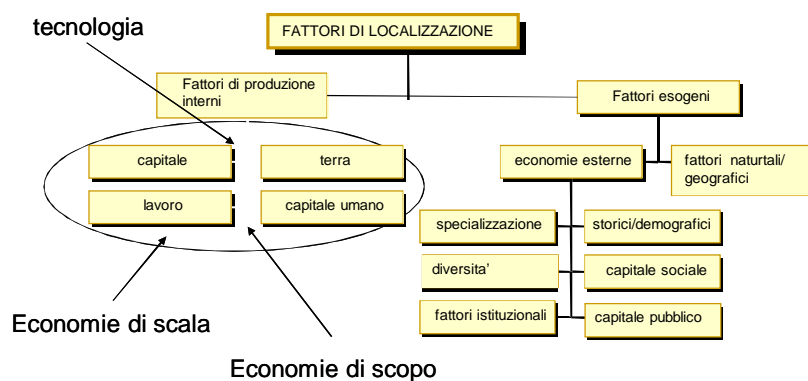 tecnologia
FATTORI DI LOCALIZZAZIONE
Fattori di produzione
interni
Fattori esogeni
capitale
terra
economie esterne
fattori naturtali/
geografici
lavoro
capitale umano
specializzazione
storici/demografici
diversita'
capitale sociale
fattori istituzionali
capitale pubblico
Economie di scala
Economie di scopo